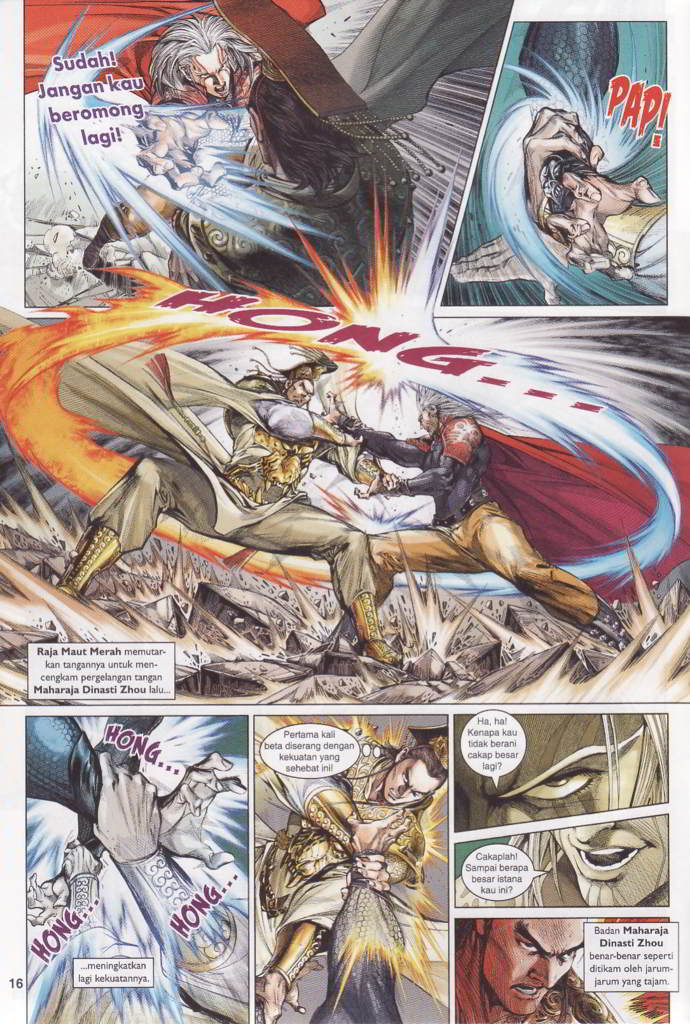 Sudah!
Jangan kau
beromong
lagi!
PAP!
HONG...
Raja Maut Merah memutar-
kan tangannya untuk men-
cengkam pergelangan tangan
Maharaja Dinasti Zhou lalu...
HONG...
HONG...
HONG...
...meningkatkan
lagi kekuatannya.
Pertama kali
beta diserang dengan
kekuatan yang
sehebat ini!
Ha, ha!
Kenapa kau
tidak berani
cakap besar
lagi?
Cakaplah!
Sampai berapa
besar istana
kau ini?
Badan Maharaja
Dinasti Zhou
benar-benar seperti
ditikam oleh jarum-
jarum yang tajam.
16